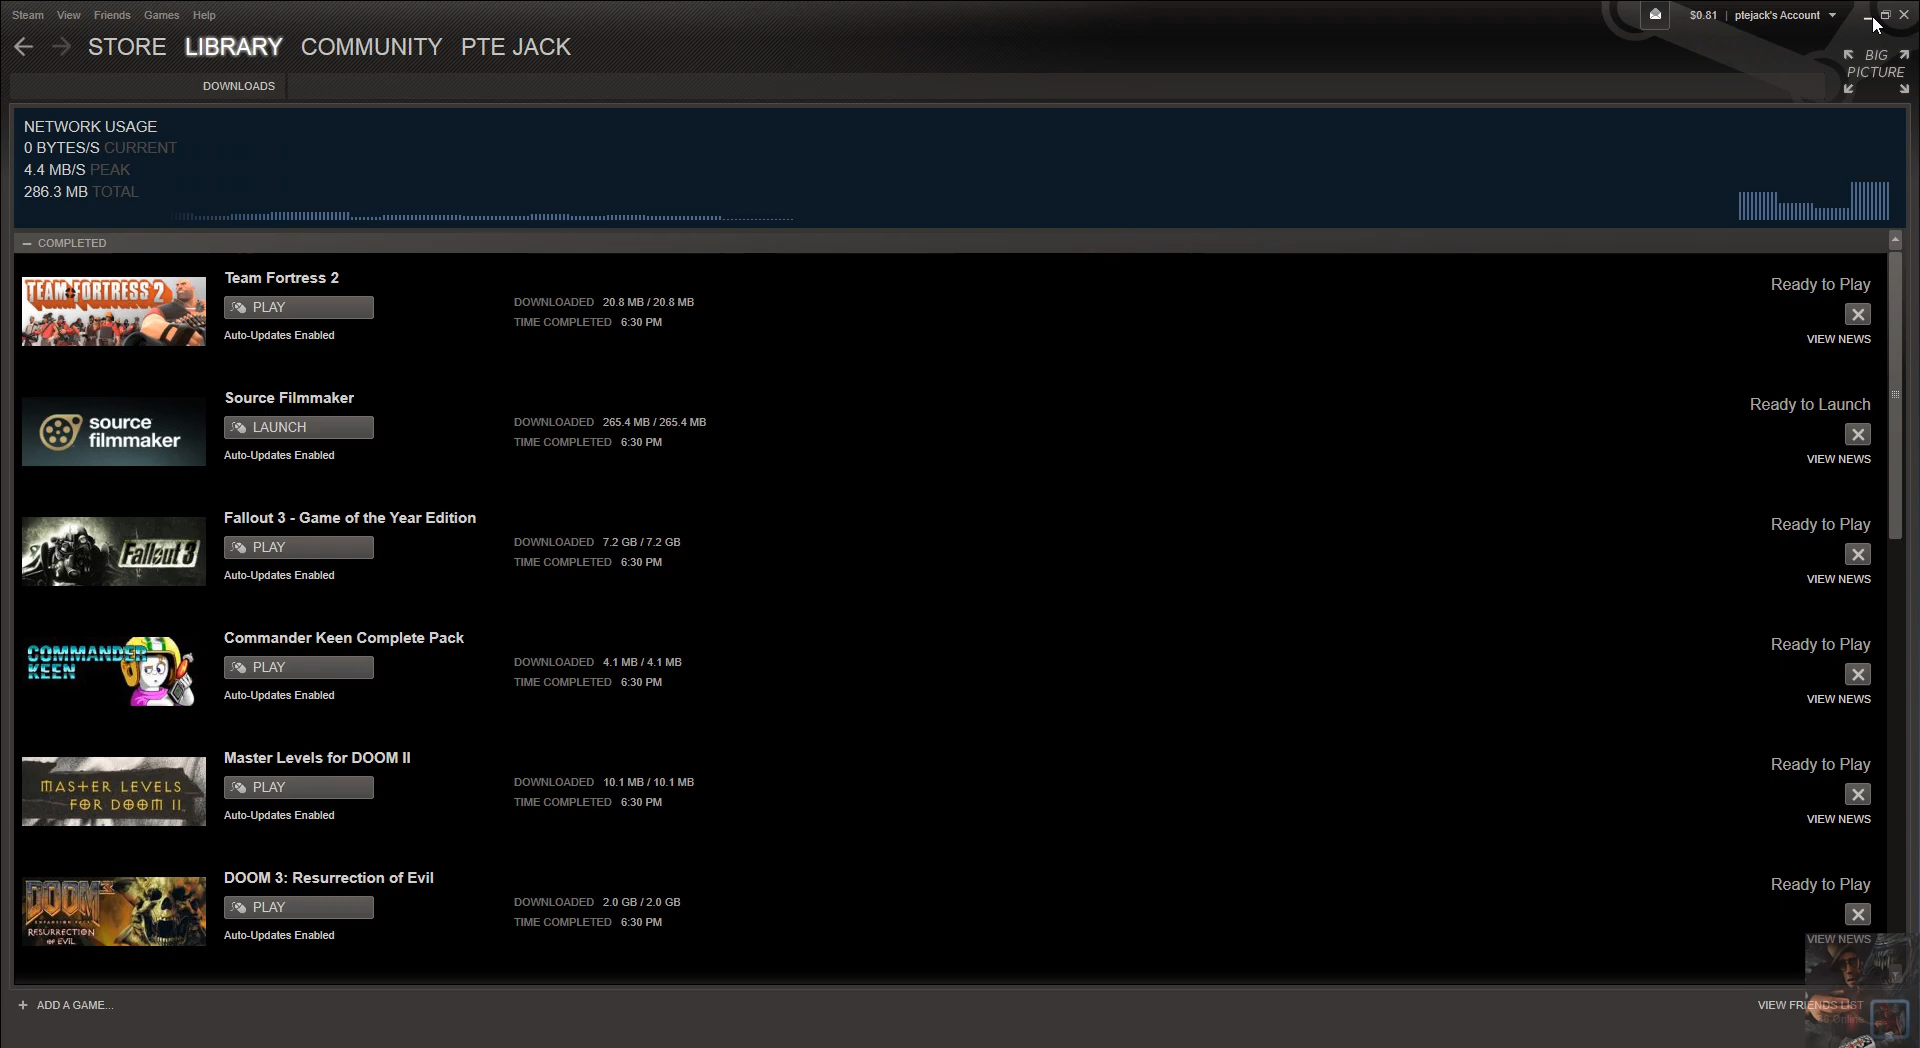 Steam View Friends Games Help
$0.81 | ptejack's Account
STORE LIBRARY COMMUNITY PTE JACK
BIG PICTURE
DOWNLOADS
NETWORK USAGE
0 BYTES/S CURRENT
4.4 MB/S PEAK
286.3 MB TOTAL
COMPLETED
TEAM FORTRESS 2
Team Fortress 2
PLAY
Auto-Updates Enabled
DOWNLOADED 20.8 MB / 20.8 MB
TIME COMPLETED 6:30 PM
Ready to Play
VIEW NEWS
source filmmaker
Source Filmmaker
LAUNCH
Auto-Updates Enabled
DOWNLOADED 265.4 MB / 265.4 MB
TIME COMPLETED 6:30 PM
Ready to Launch
VIEW NEWS
Fallout 3
Fallout 3 - Game of the Year Edition
PLAY
Auto-Updates Enabled
DOWNLOADED 7.2 GB / 7.2 GB
TIME COMPLETED 6:30 PM
Ready to Play
VIEW NEWS
COMMANDER KEEN
Commander Keen Complete Pack
PLAY
Auto-Updates Enabled
DOWNLOADED 4.1 MB / 4.1 MB
TIME COMPLETED 6:30 PM
Ready to Play
VIEW NEWS
MASTER LEVELS FOR DOOM II
Master Levels for DOOM II
PLAY
Auto-Updates Enabled
DOWNLOADED 10.1 MB / 10.1 MB
TIME COMPLETED 6:30 PM
Ready to Play
VIEW NEWS
DOOM 3
EXPANSION PACK
RESURRECTION OF EVIL
DOOM 3: Resurrection of Evil
PLAY
Auto-Updates Enabled
DOWNLOADED 2.0 GB / 2.0 GB
TIME COMPLETED 6:30 PM
Ready to Play
VIEW NEWS
+ ADD A GAME...
VIEW FRIENDS LIST
Online